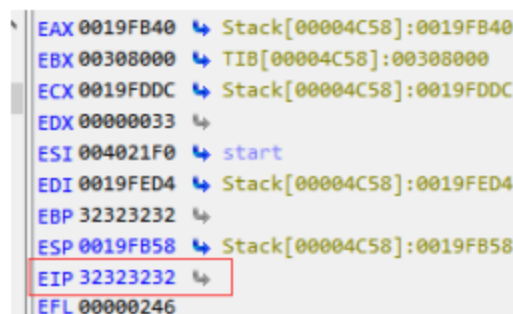 EAX 0019FB40 Stack[00004C58]:0019FB40
EBX 00308000 TIB[00004C58]:00308000
ECX 0019FDDC Stack[00004C58]:0019FDDC
EDX 00000033
ESI 004021F0 start
EDI 0019FED4 Stack[00004C58]:0019FED4
EBP 32323232
ESP 0019FB58 Stack[00004C58]:0019FB58
EIP 32323232
EFL 00000246